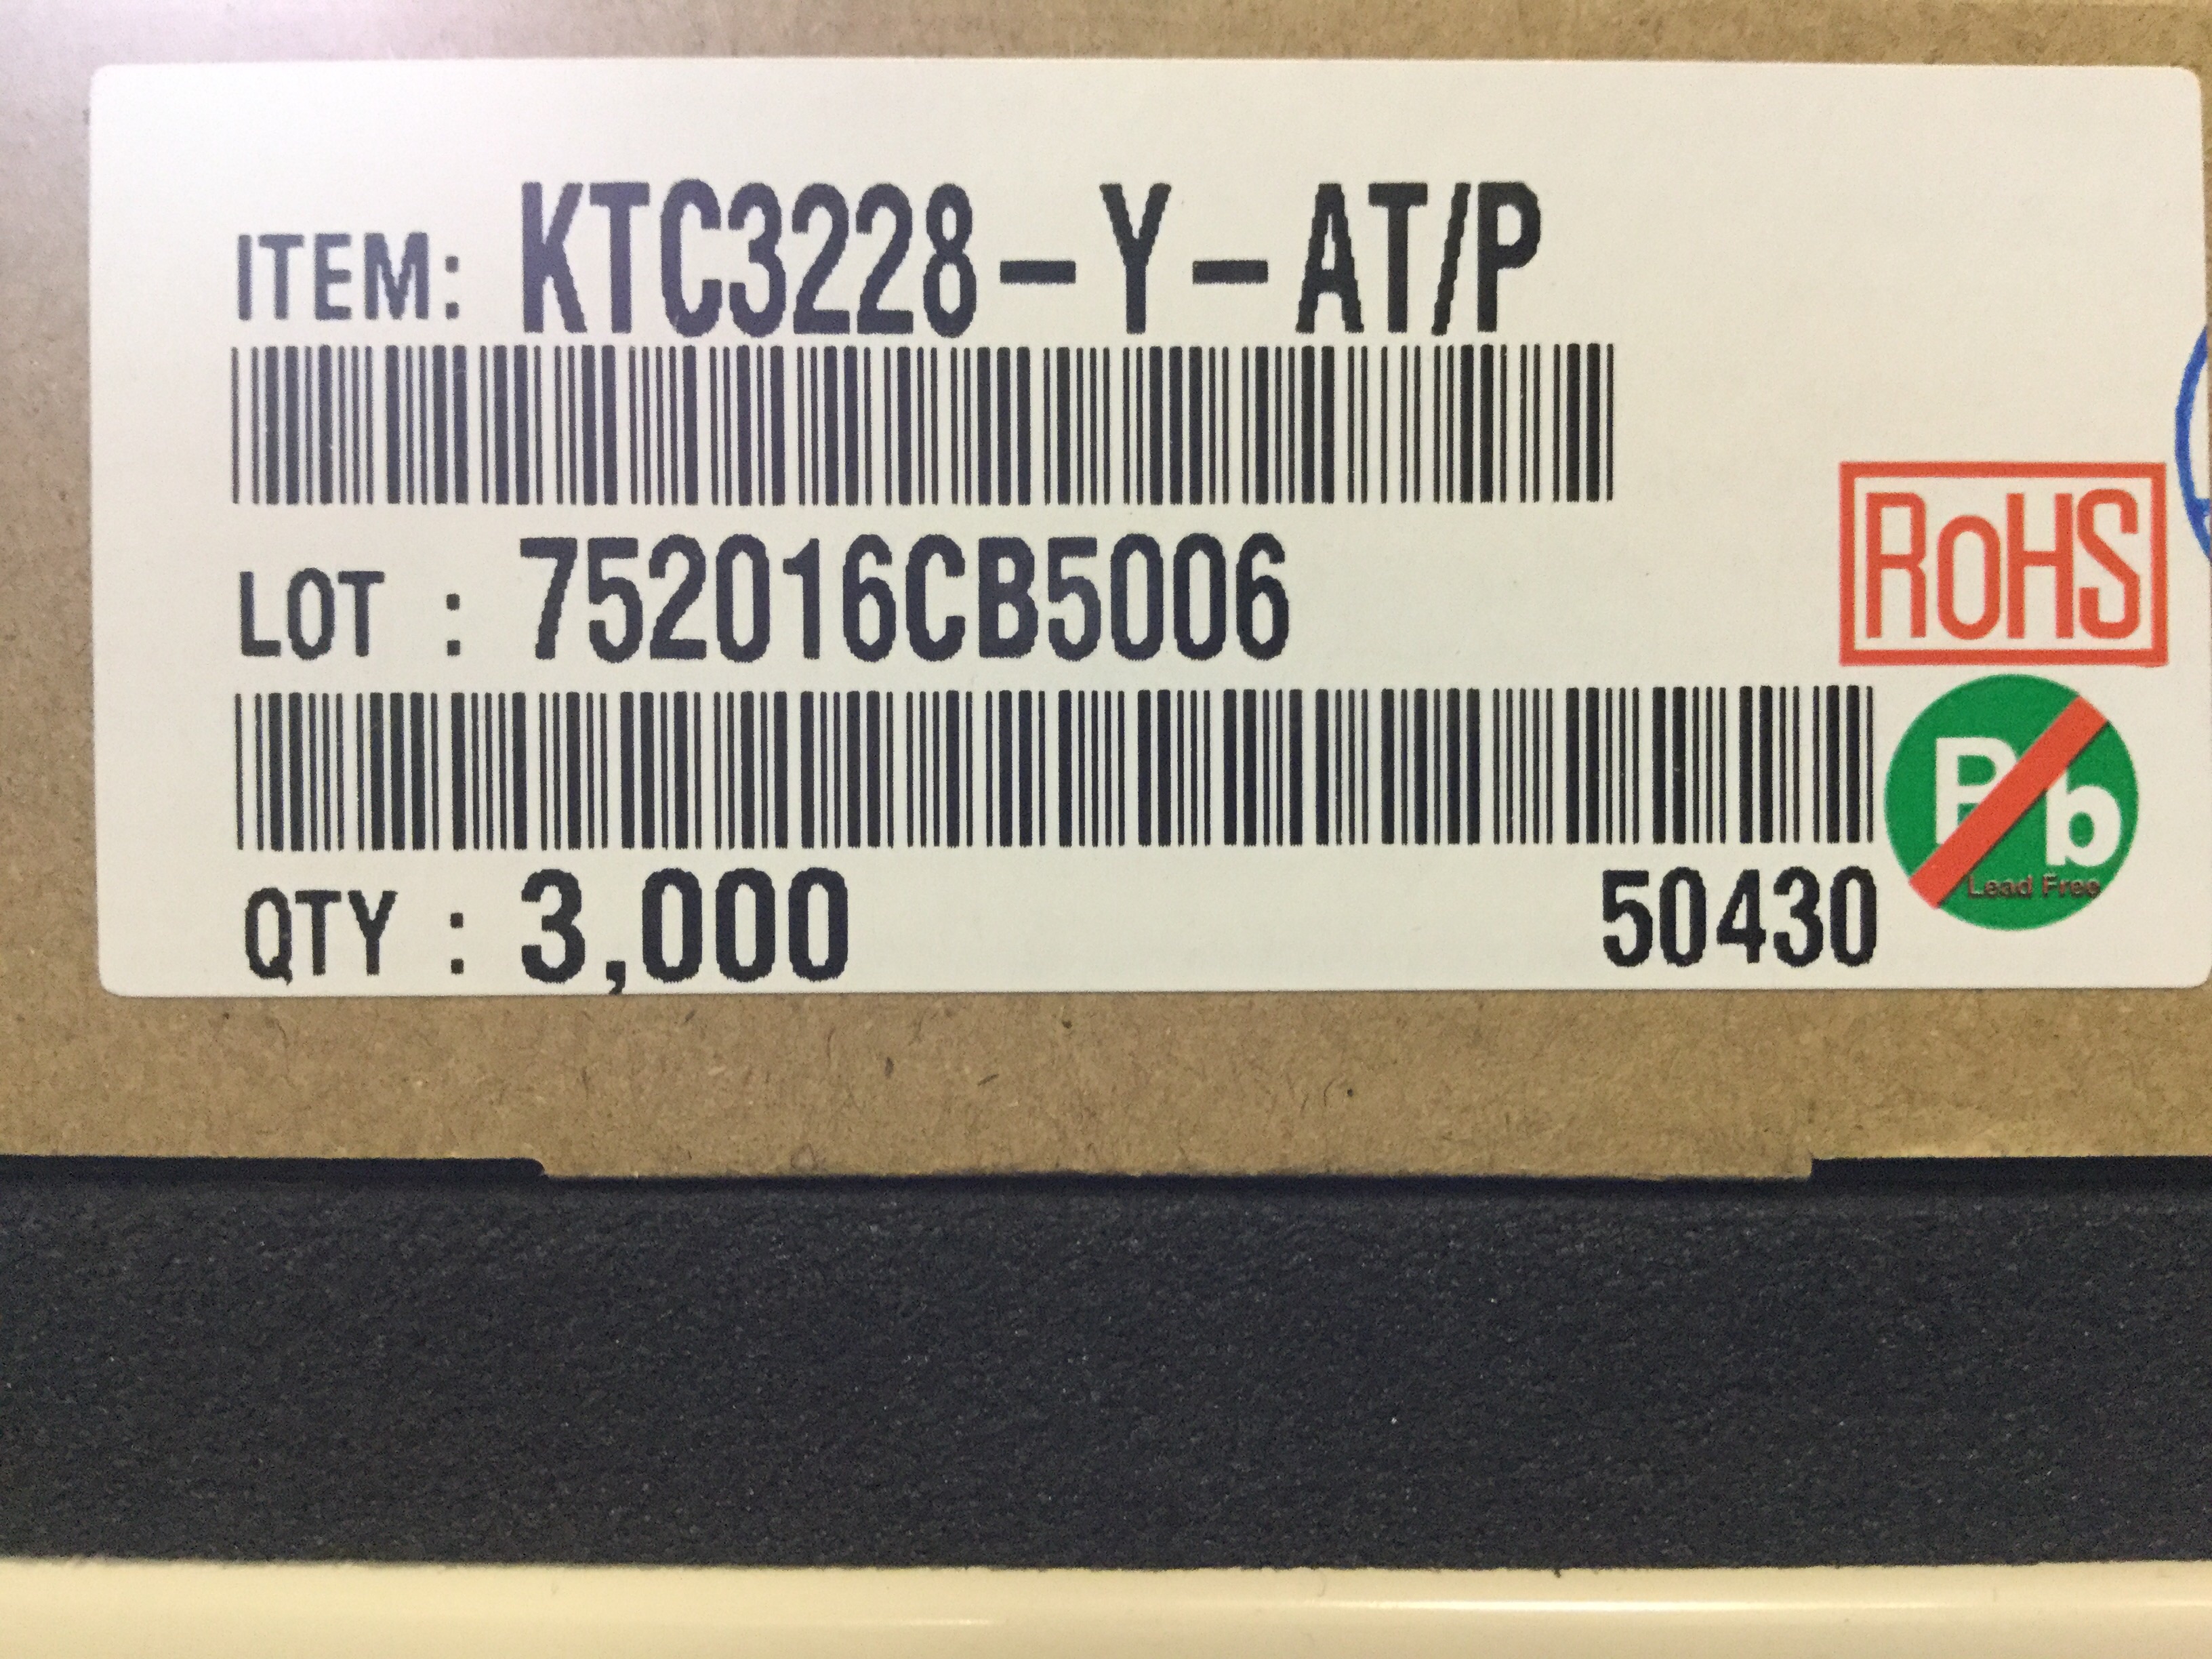 ITEM: KTC3228-Y-AT/P
LOT : 752016CB5006
RoHS
Pb
Lead Free
QTY : 3,000 50430